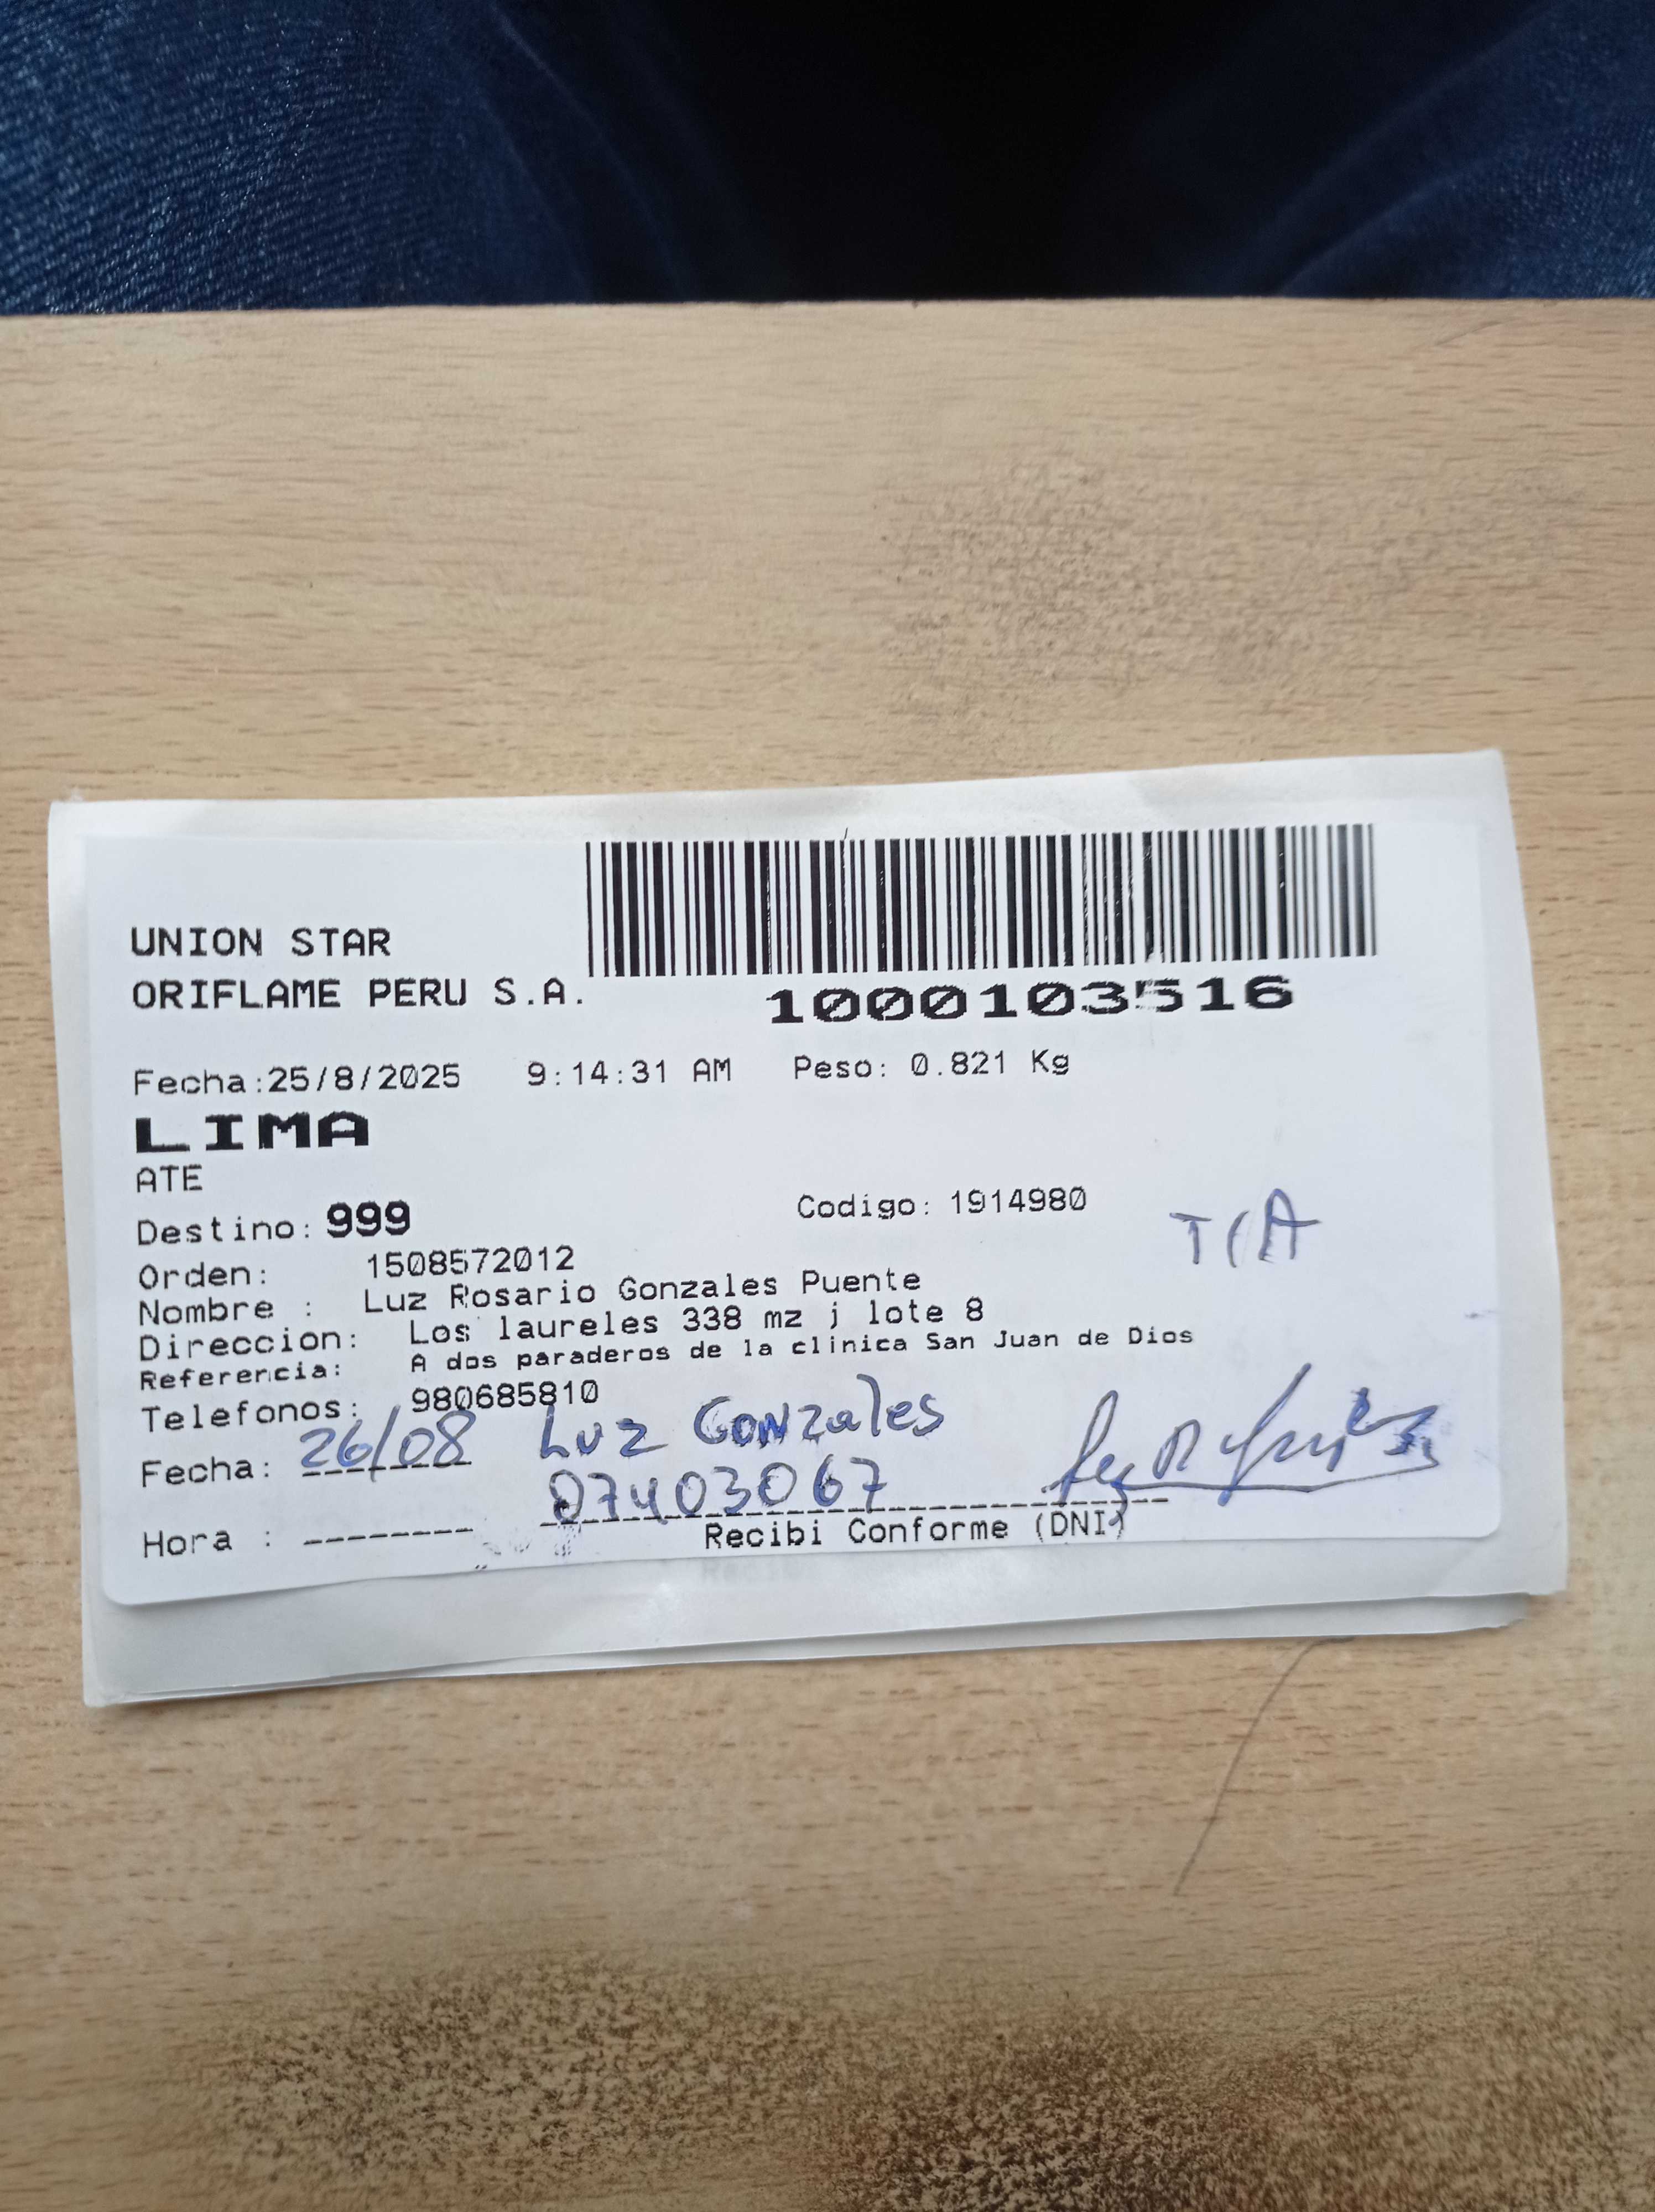 UNION STAR
ORIFLAME PERU S.A.
1000103516
Fecha:25/8/2025 9:14:31 AM Peso: 0.821 Kg
LIMA
ATE
Destino: 999 Codigo: 1914980
T/A
Orden: 1508572012
Nombre : Luz Rosario Gonzales Puente
Direccion: Los laureles 338 mz j lote 8
Referencia: A dos paraderos de la clinica San Juan de Dios
Telefonos: 980685810
Fecha: 26/08 Luz Gonzales
07403067
Hora : Recibi Conforme (DNI)